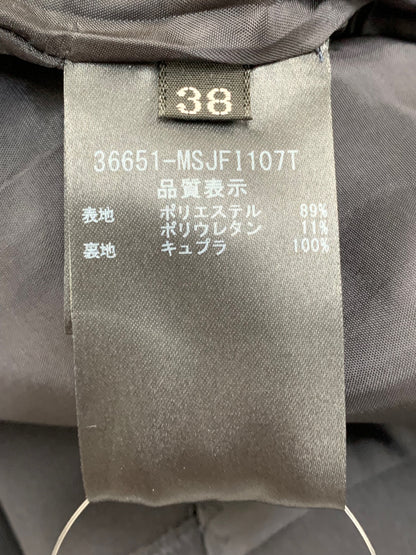 38
36651-MSJFI107T
品質表示
表地 ポリエステル 89%
ポリウレタン 11%
裏地 キュプラ 100%